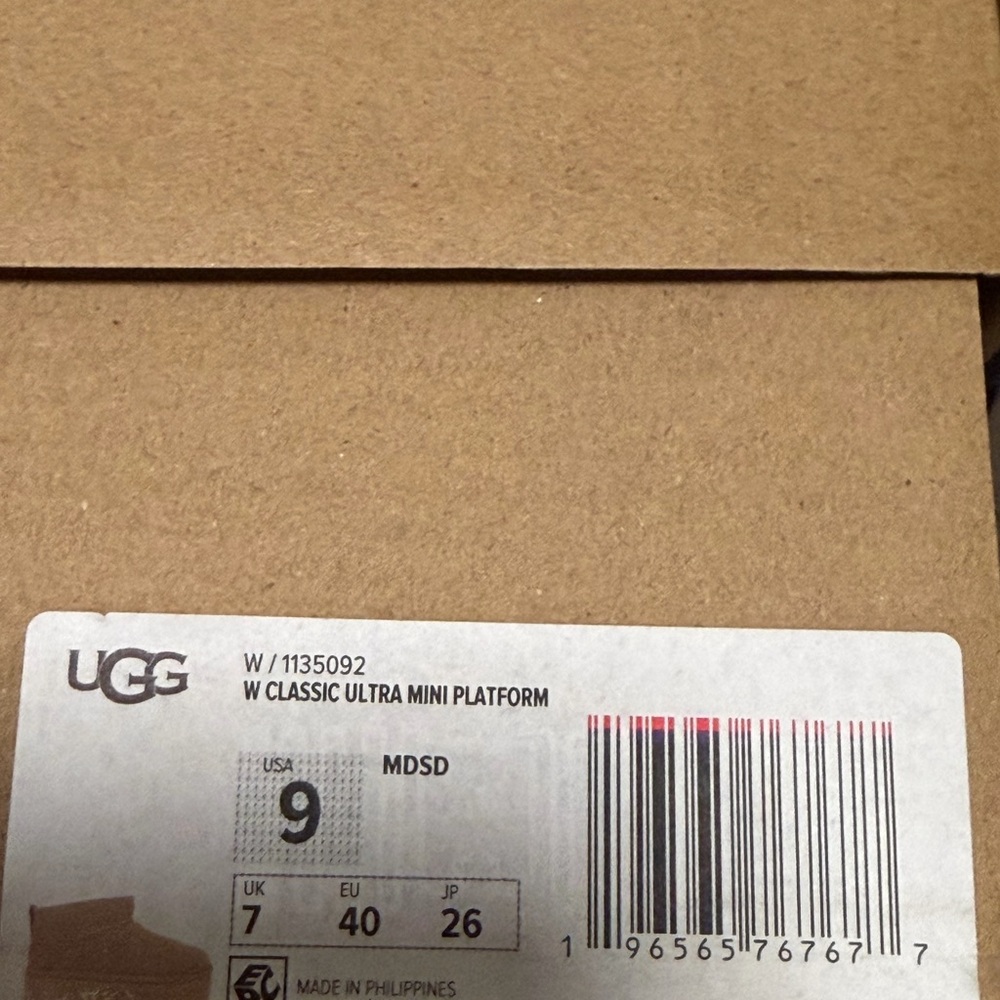 UGG
W / 1135092
W CLASSIC ULTRA MINI PLATFORM
USA
9
MDSD
UK EU JP
7 40 26
1 96565 76767 7
MADE IN PHILIPPINES